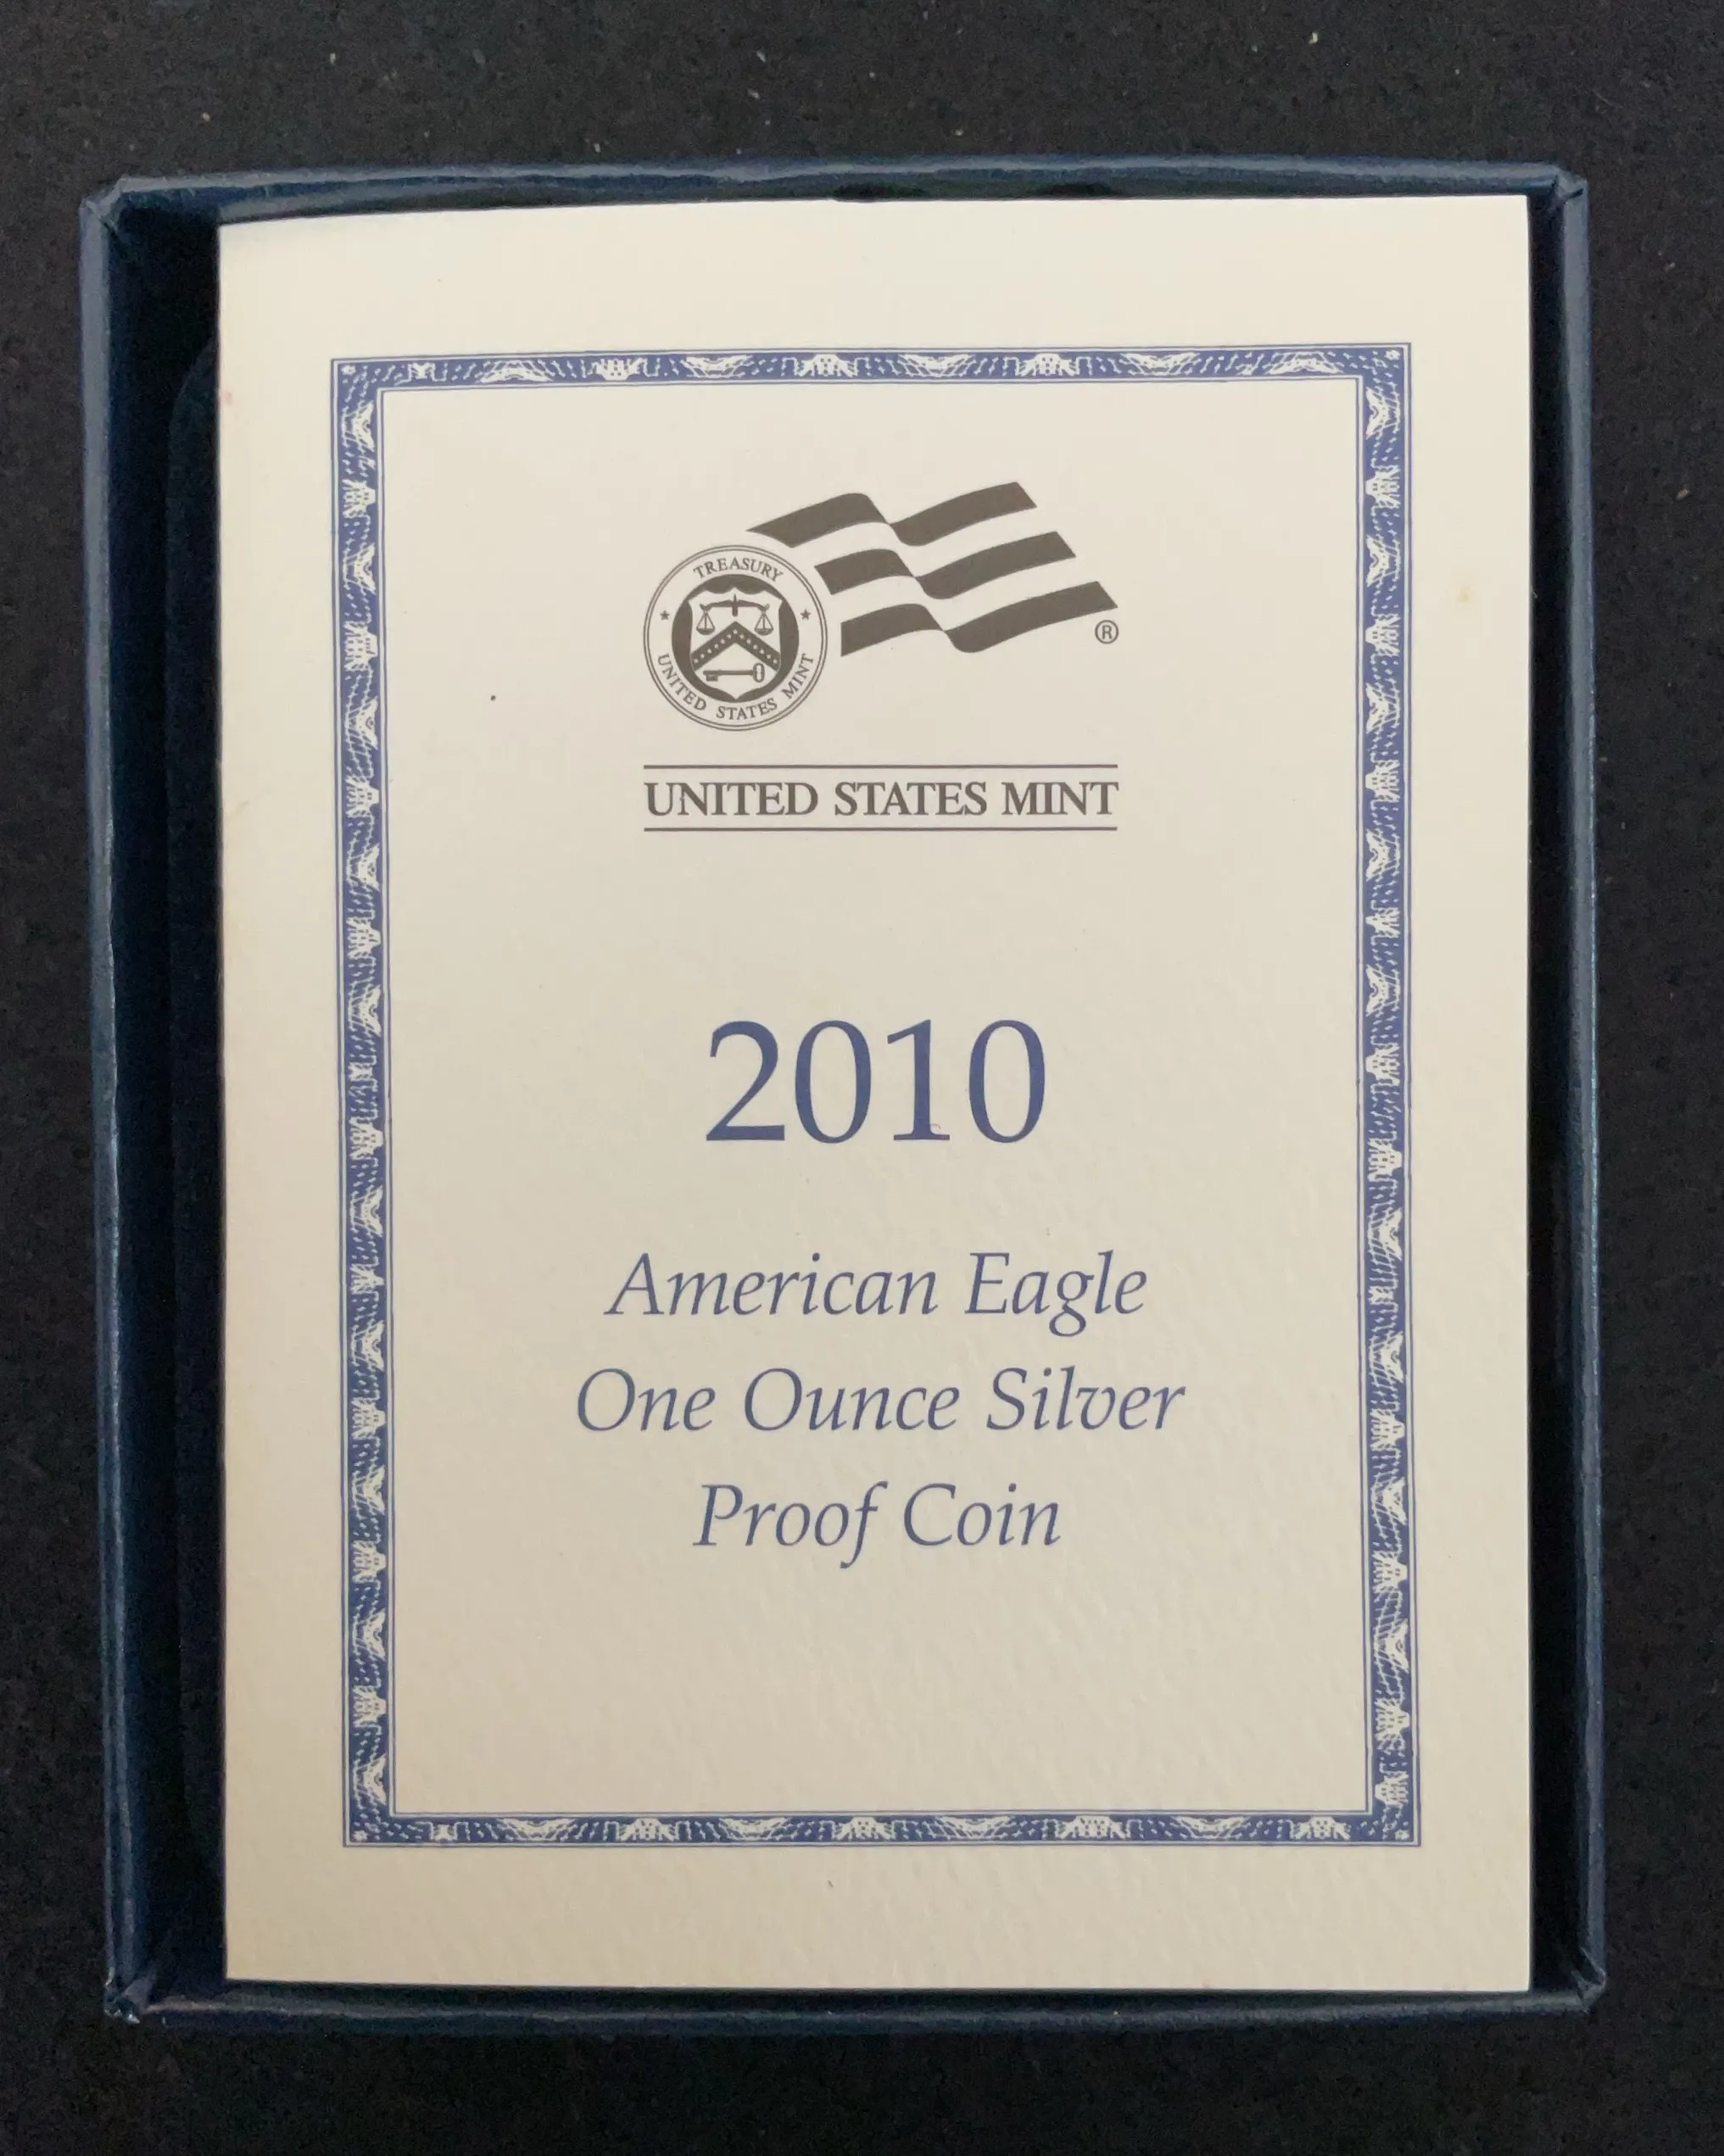 TREASURY
UNITED STATES MINT
®
UNITED STATES MINT
2010
American Eagle
One Ounce Silver
Proof Coin